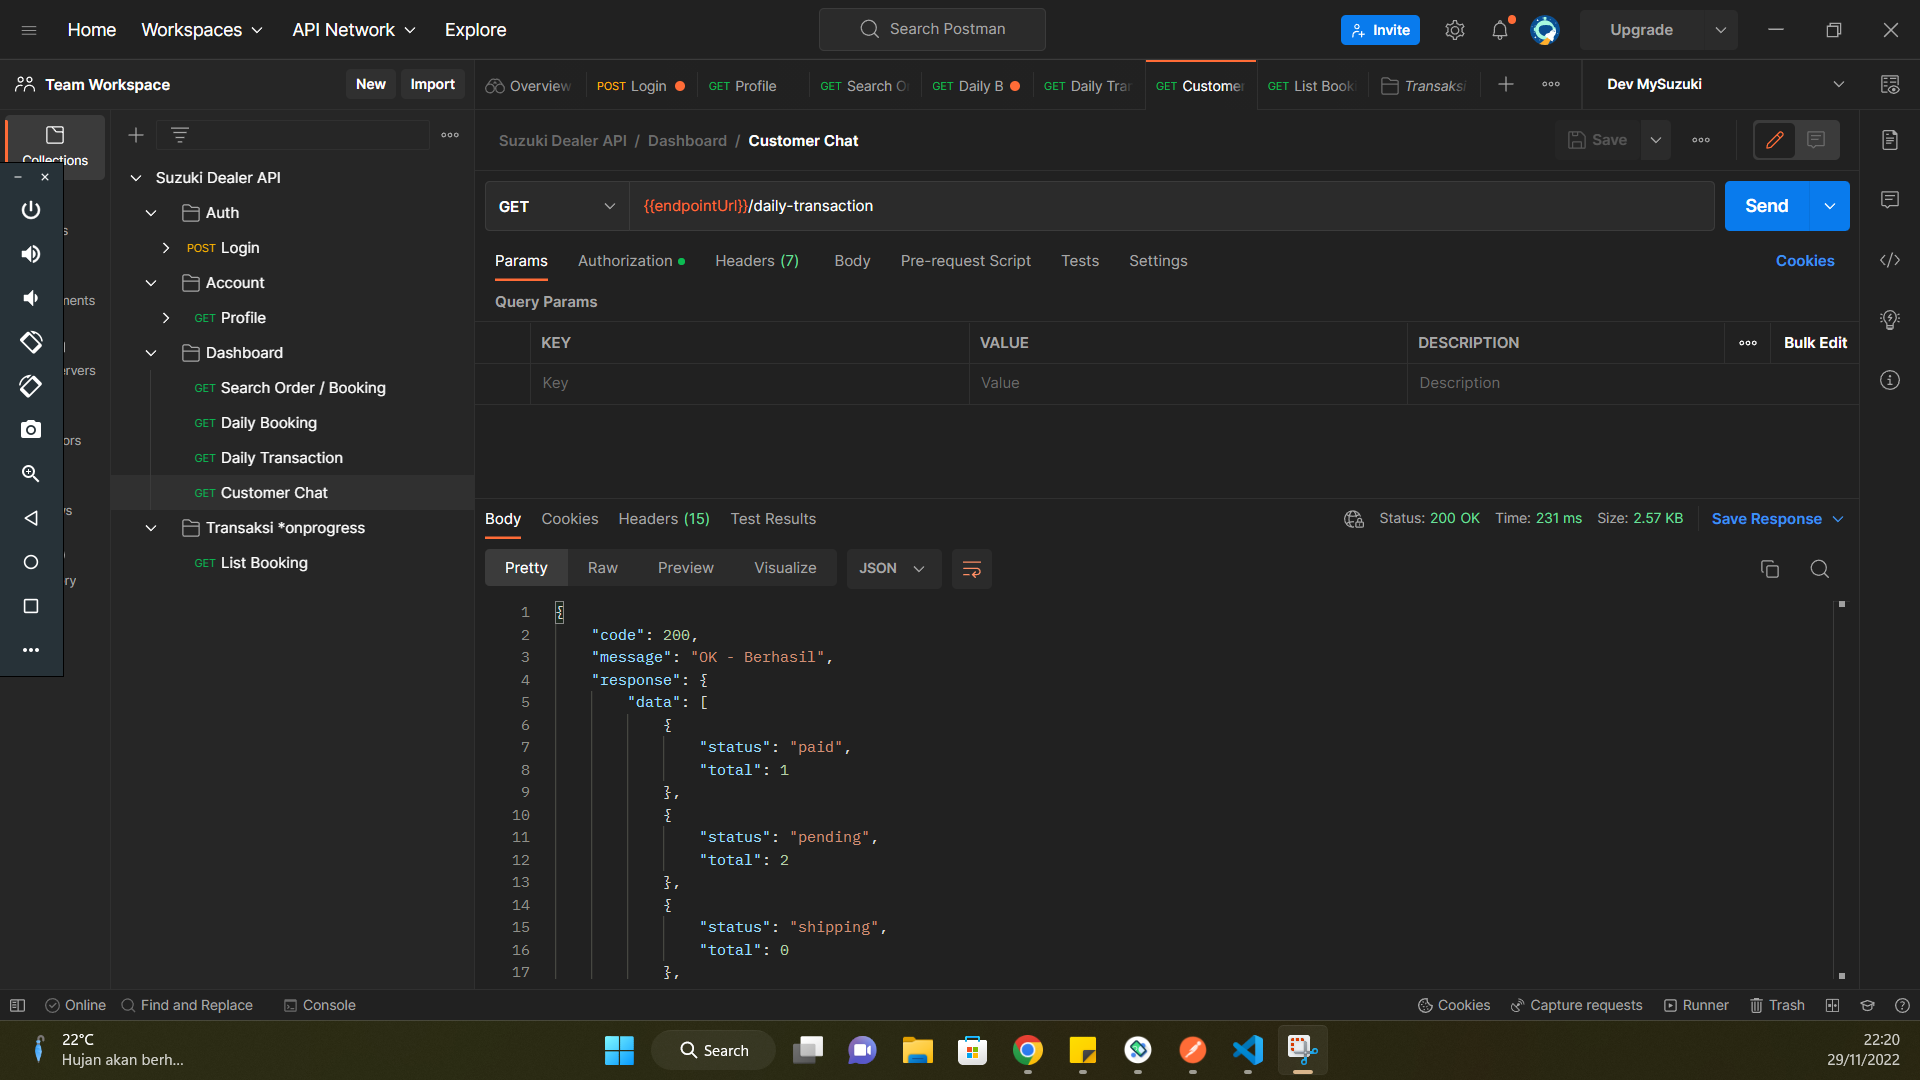 Home Workspaces API Network Explore Search Postman Invite Upgrade
Team Workspace New Import Overview POST Login GET Profile GET Search O GET Daily B GET Daily Tran GET Custome GET List Book Transaksi Dev MySuzuki
Collections
Suzuki Dealer API / Dashboard / Customer Chat Save
Suzuki Dealer API
Auth
POST Login
Account
GET Profile
Dashboard
GET Search Order / Booking
GET Daily Booking
GET Daily Transaction
GET Customer Chat
Transaksi *onprogress
GET List Booking
s
ments
ervers
ors
vs
ry
GET {{endpointUrl}}/daily-transaction Send
Params Authorization Headers (7) Body Pre-request Script Tests Settings Cookies
Query Params
KEY VALUE DESCRIPTION Bulk Edit
Key Value Description
Body Cookies Headers (15) Test Results Status: 200 OK Time: 231 ms Size: 2.57 KB Save Response
Pretty Raw Preview Visualize JSON
1 {
2 "code": 200,
3 "message": "OK - Berhasil",
4 "response": {
5 "data": [
6 {
7 "status": "paid",
8 "total": 1
9 },
10 {
11 "status": "pending",
12 "total": 2
13 },
14 {
15 "status": "shipping",
16 "total": 0
17 },
Online Find and Replace Console Cookies Capture requests Runner Trash
22°C
Hujan akan berh...
Search
22:20
29/11/2022